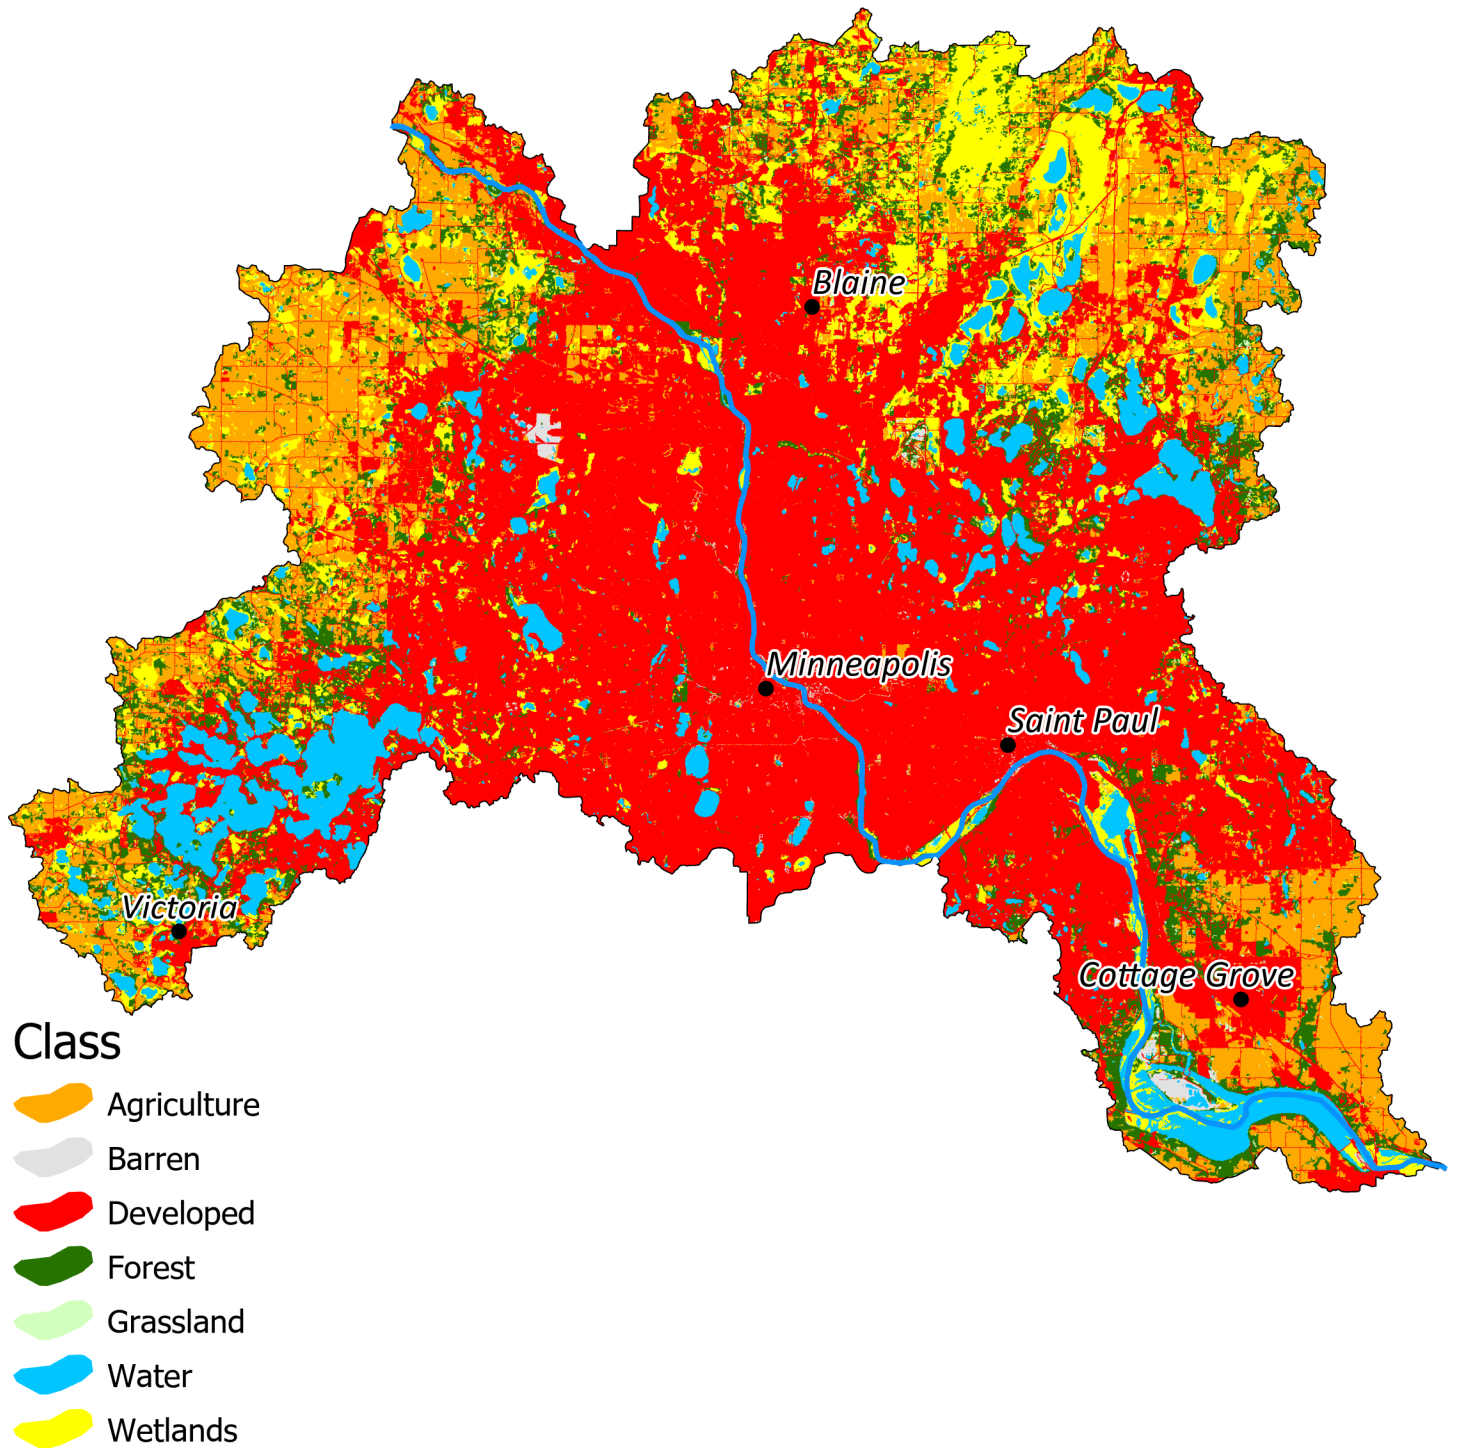 Blaine
Minneapolis
Saint Paul
Victoria
Cottage Grove
Class
Agriculture
Barren
Developed
Forest
Grassland
Water
Wetlands